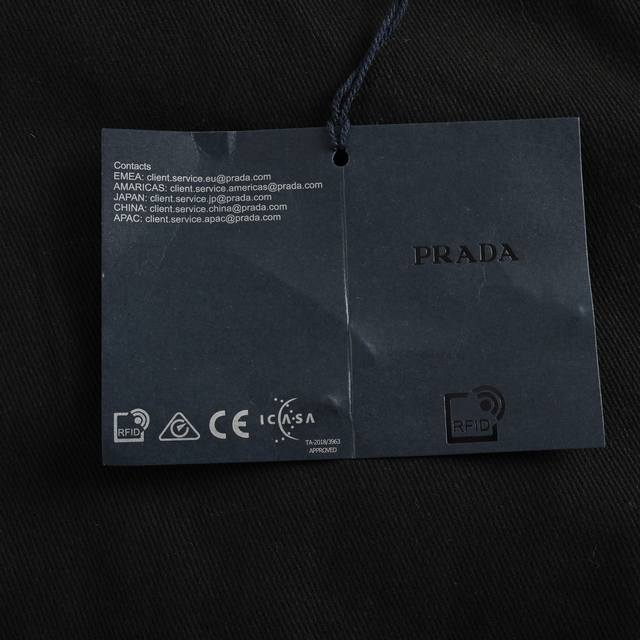 Contacts
EMEA: client.service.eu@prada.com
AMARICAS: client.service.americas@prada.com
JAPAN: client.service.jp@prada.com
CHINA: client.service.china@prada.com
APAC: client.service.apac@prada.com
PRADA
RFID
CE
ICASA
TA-2018/3963
APPROVED
RFID